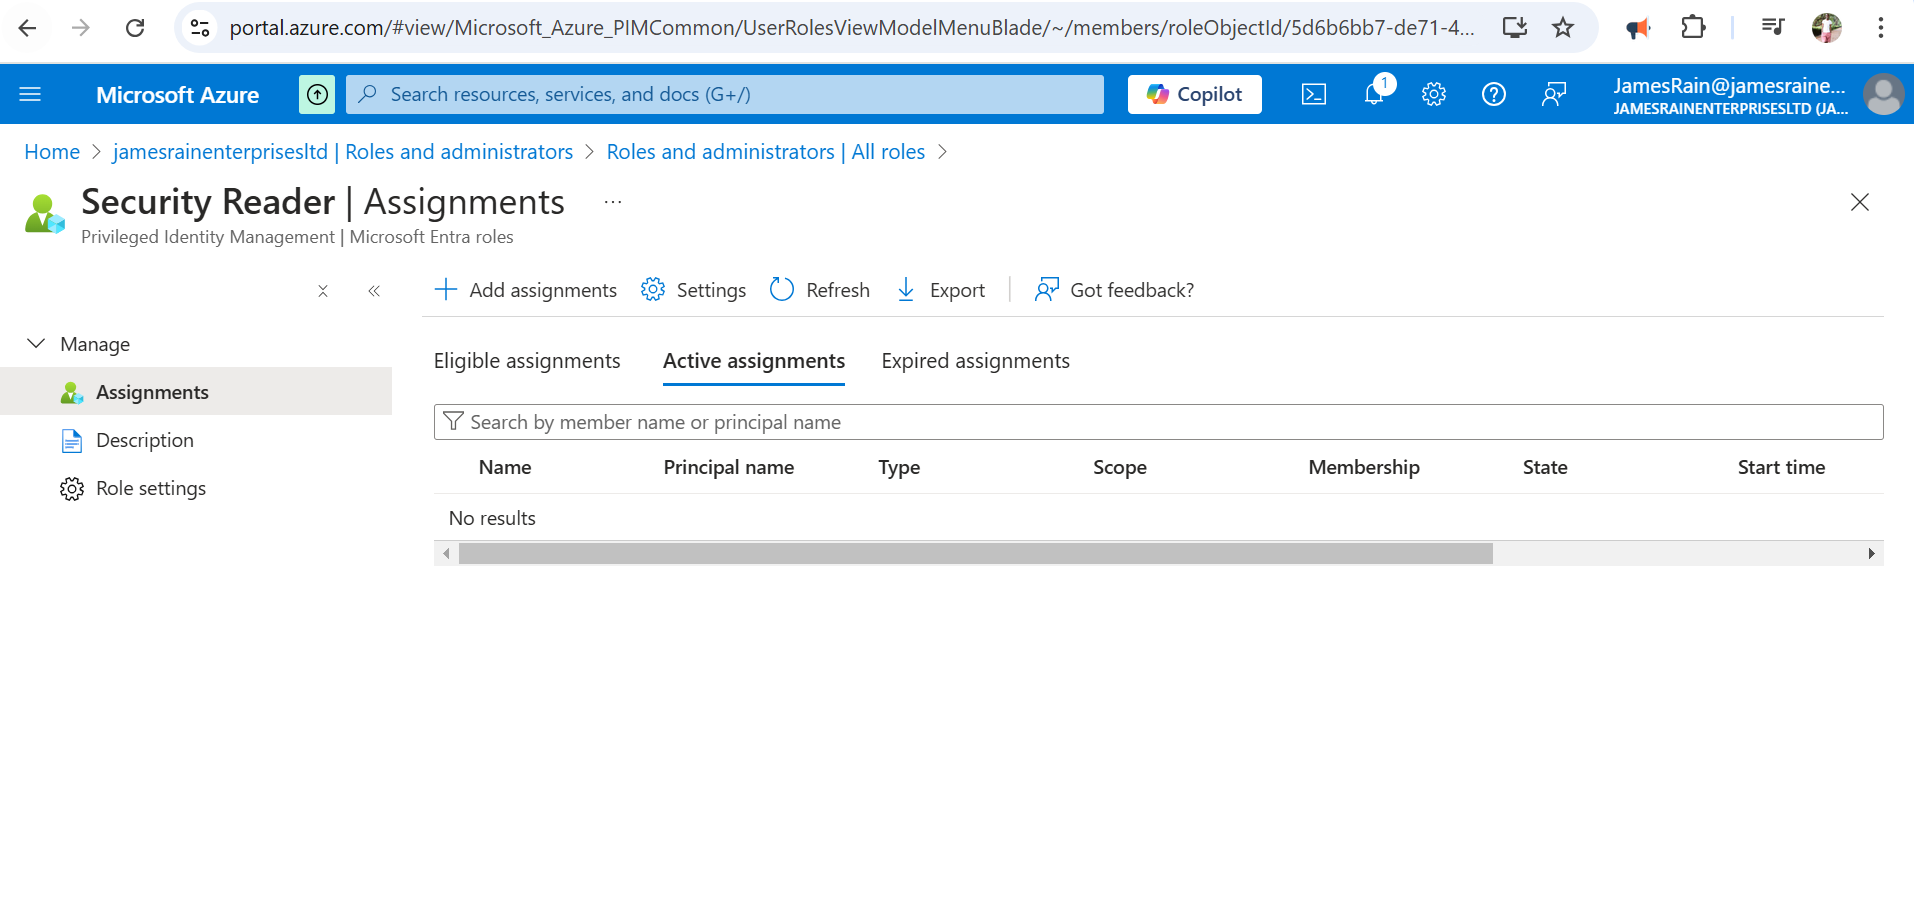 portal.azure.com/#view/Microsoft_Azure_PIMCommon/UserRolesViewModelMenuBlade/~/members/roleObjectId/5d6b6bb7-de71-4...
Microsoft Azure
Search resources, services, and docs (G+/)
Copilot
1
JamesRain@jamesraine...
JAMESRAINENTERPRISESLTD (JA...
Home > jamesrainenterprisesltd | Roles and administrators > Roles and administrators | All roles >
Security Reader | Assignments ...
Privileged Identity Management | Microsoft Entra roles
Add assignments Settings Refresh Export Got feedback?
Manage
Assignments
Description
Role settings
Eligible assignments Active assignments Expired assignments
Search by member name or principal name
Name Principal name Type Scope Membership State Start time
No results